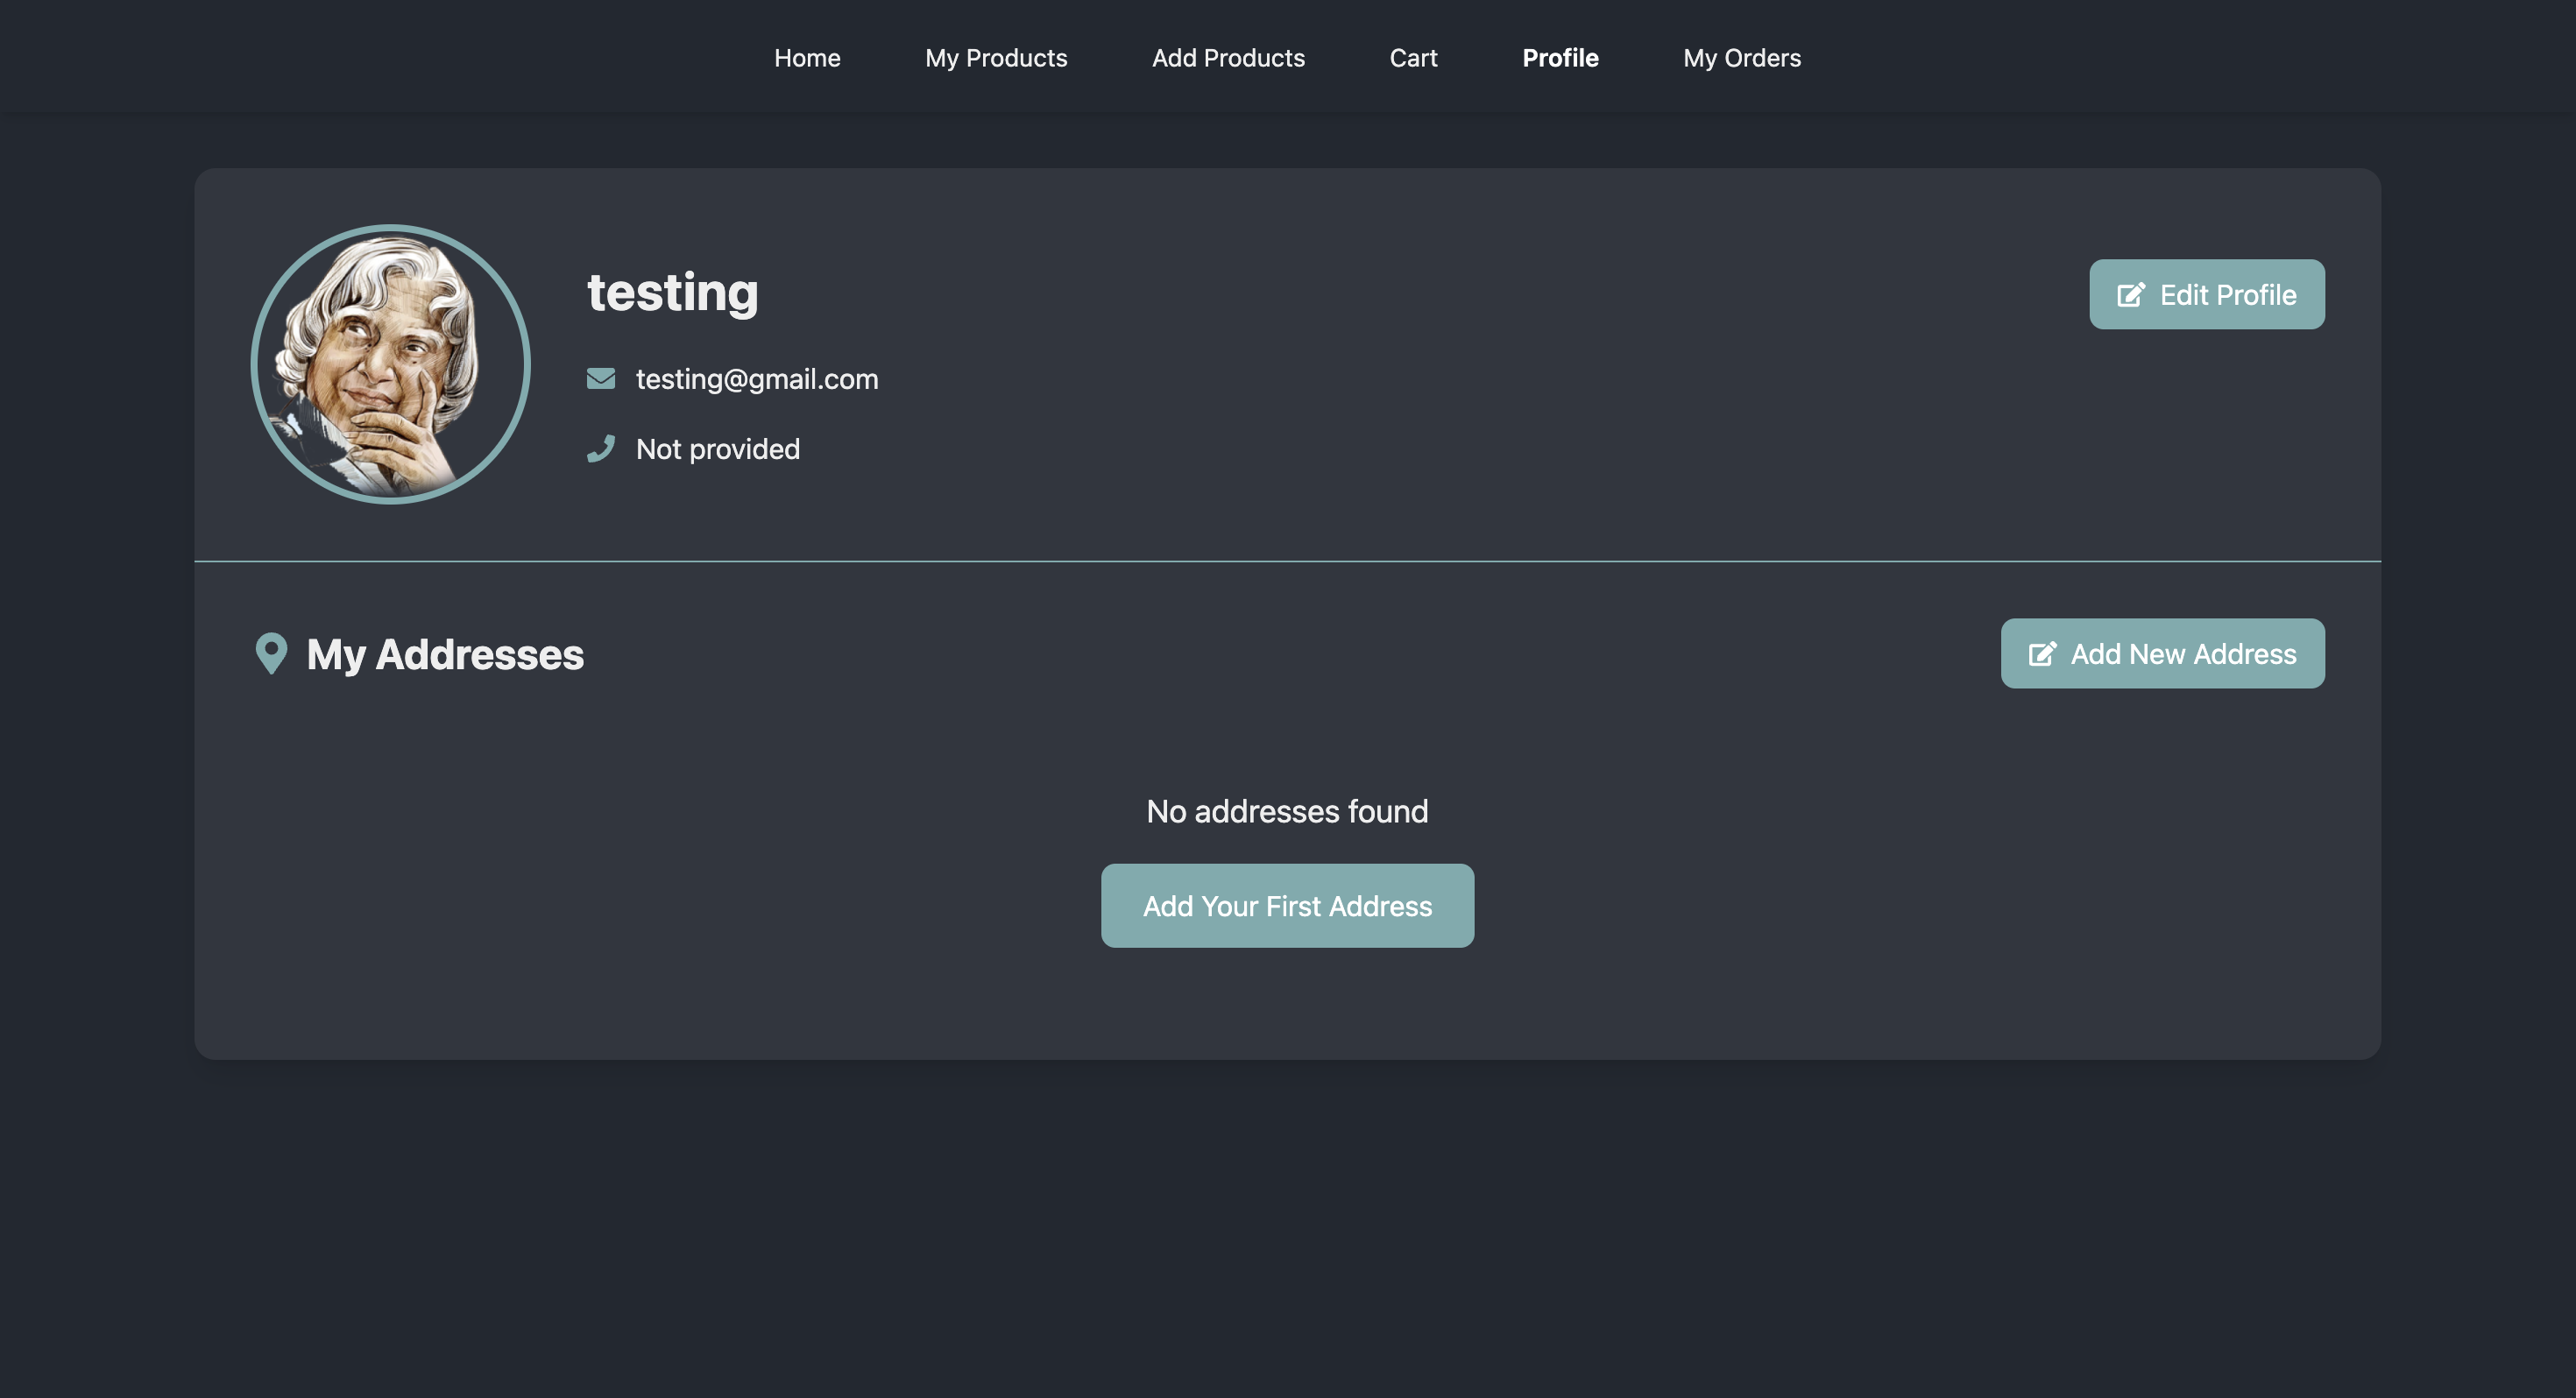 Home My Products Add Products Cart Profile My Orders
testing
Edit Profile
testing@gmail.com
Not provided
My Addresses
Add New Address
No addresses found
Add Your First Address